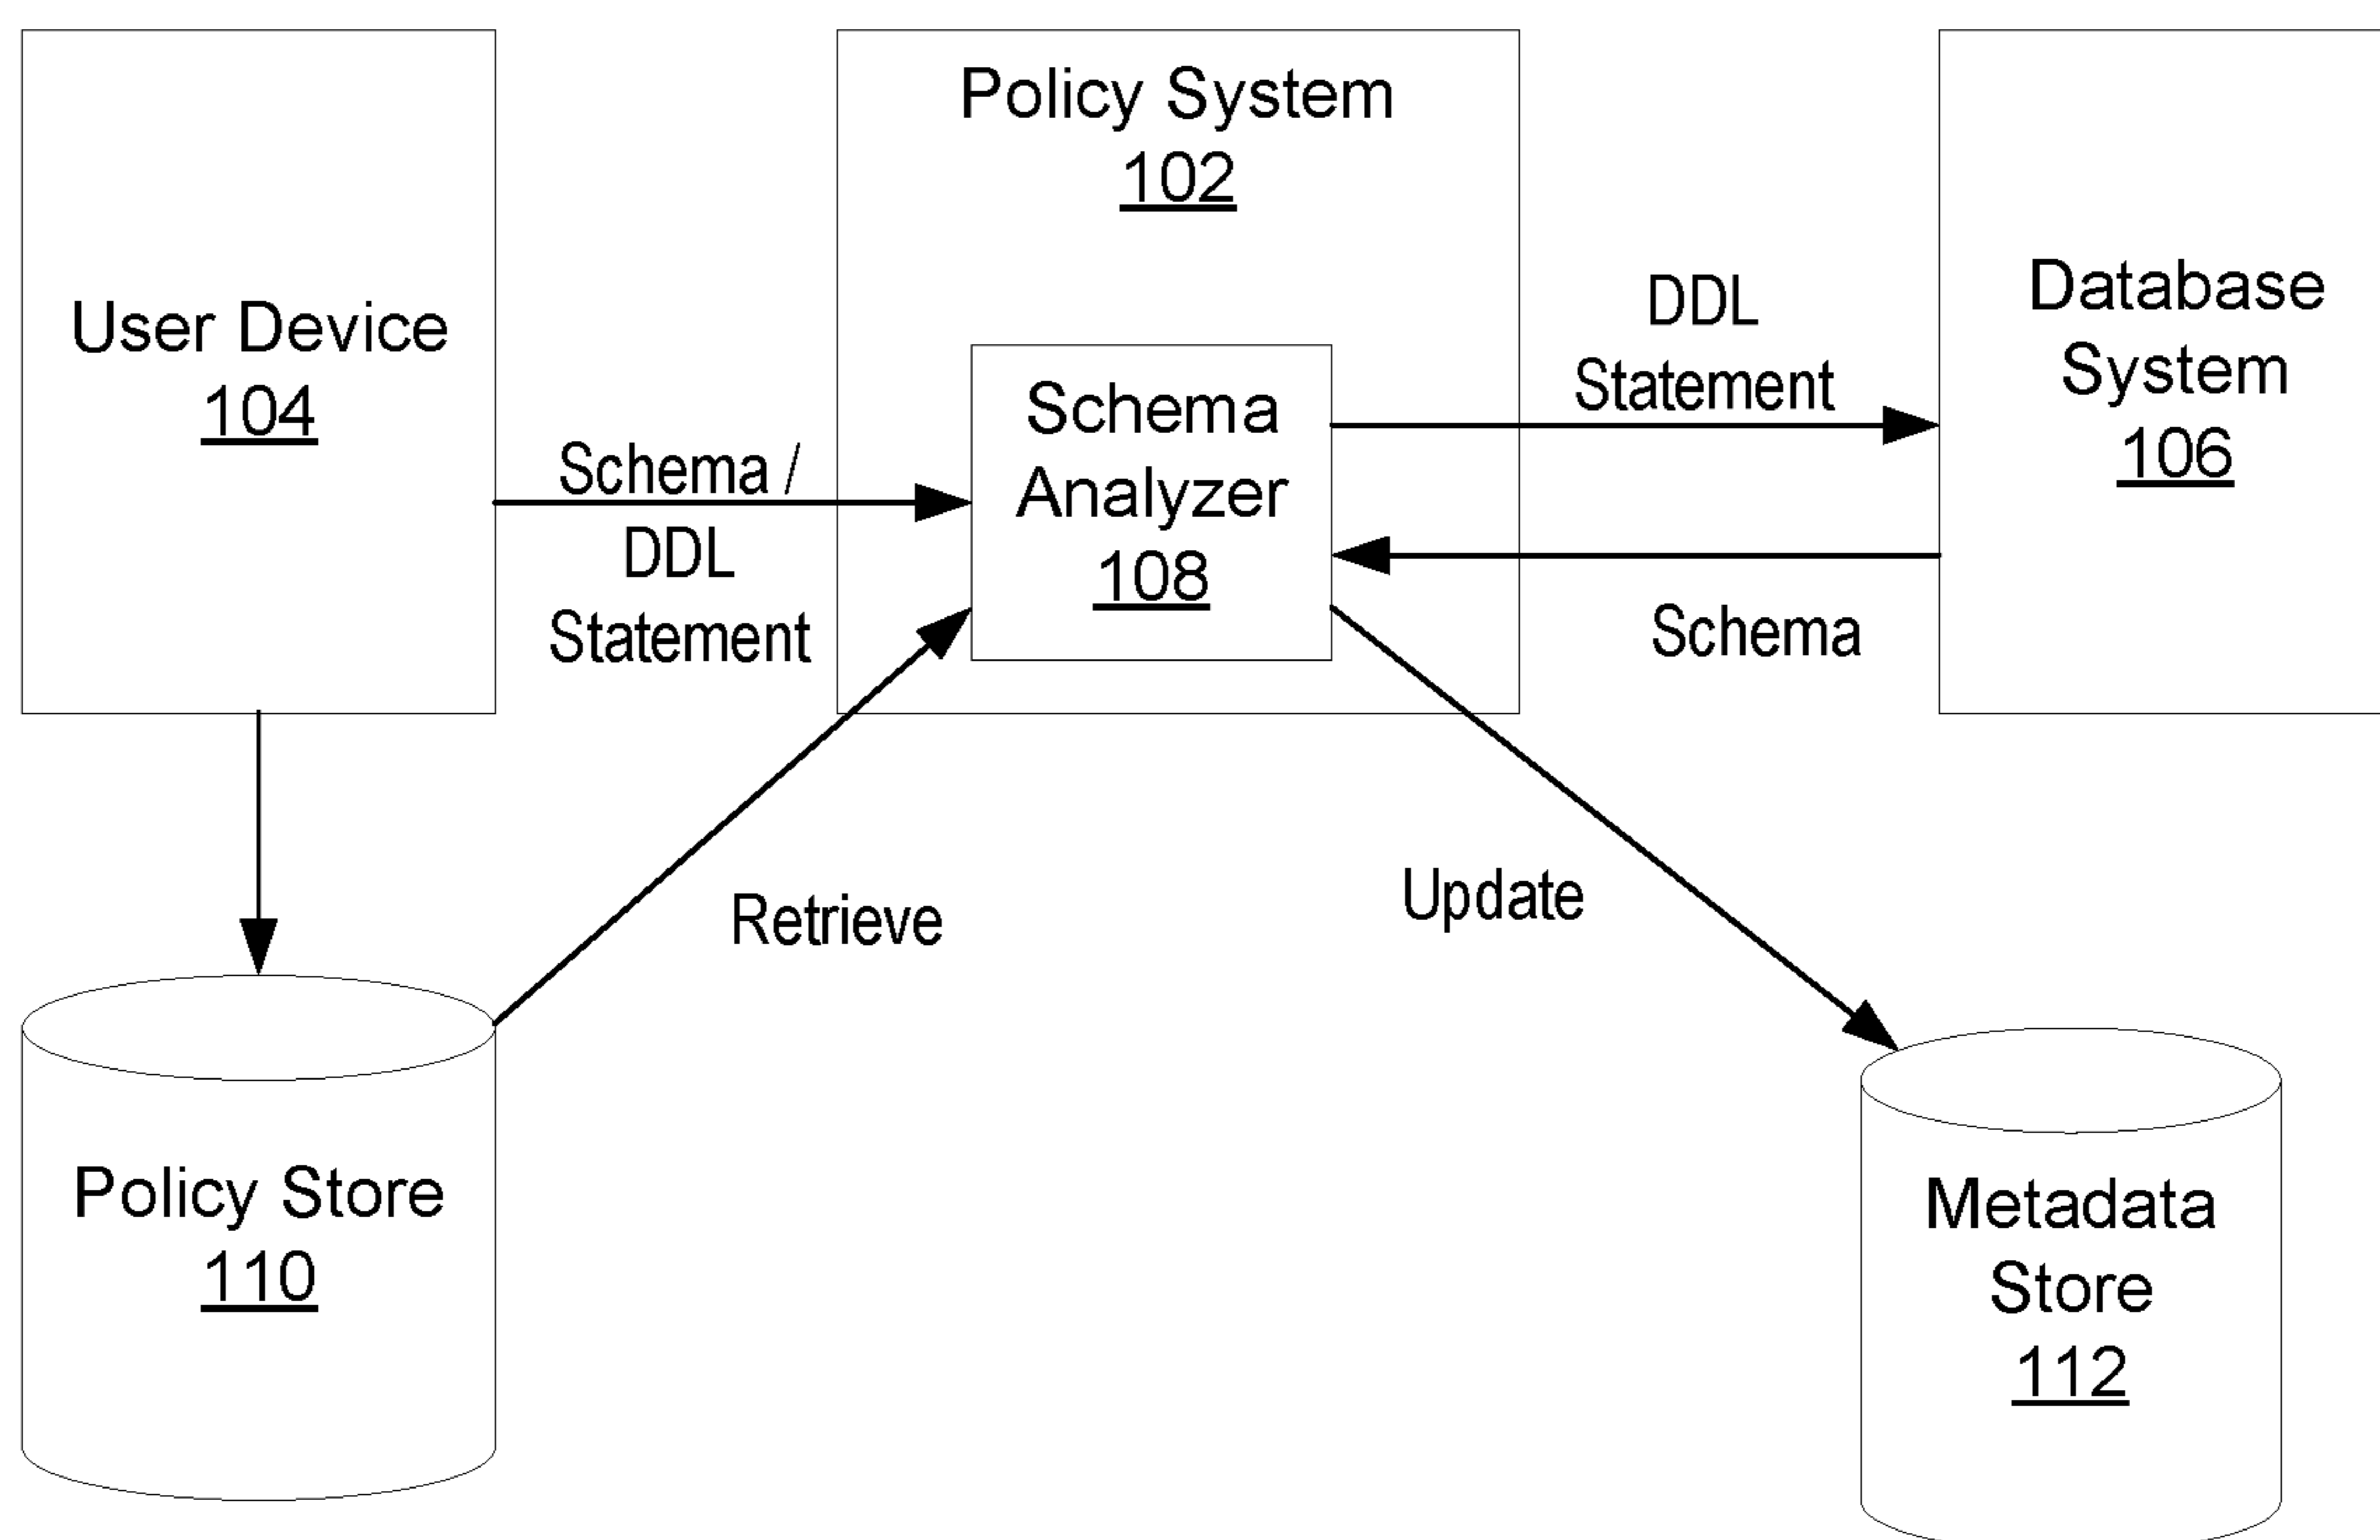 User Device
104
Policy System
102
Schema
Analyzer
108
Database
System
106
Schema /
DDL
Statement
DDL
Statement
Schema
Retrieve
Update
Policy Store
110
Metadata
Store
112